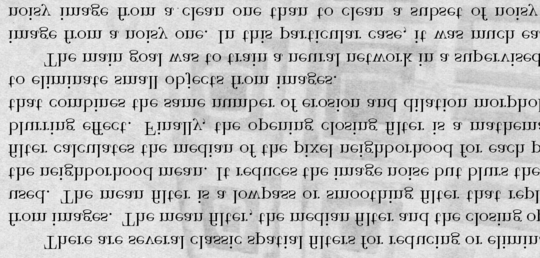 There are several classic spatial filters for reducing or elimin
from images. The mean filter, the median filter and the closing op
used. The mean filter is a lowpass or smoothing filter that repl
the neighborhood mean. It reduces the image noise but blurs the
filter calculates the median of the pixel neighborhood for each p
blurring effect. Finally, the opening closing filter is a mathema
that combines the same number of erosion and dilation morphol
to eliminate small objects from images.
The main goal was to train a neural network in a supervised
image from a noisy one. In this particular case, it was much ea
noisy image from a clean one than to clean a subset of noisy